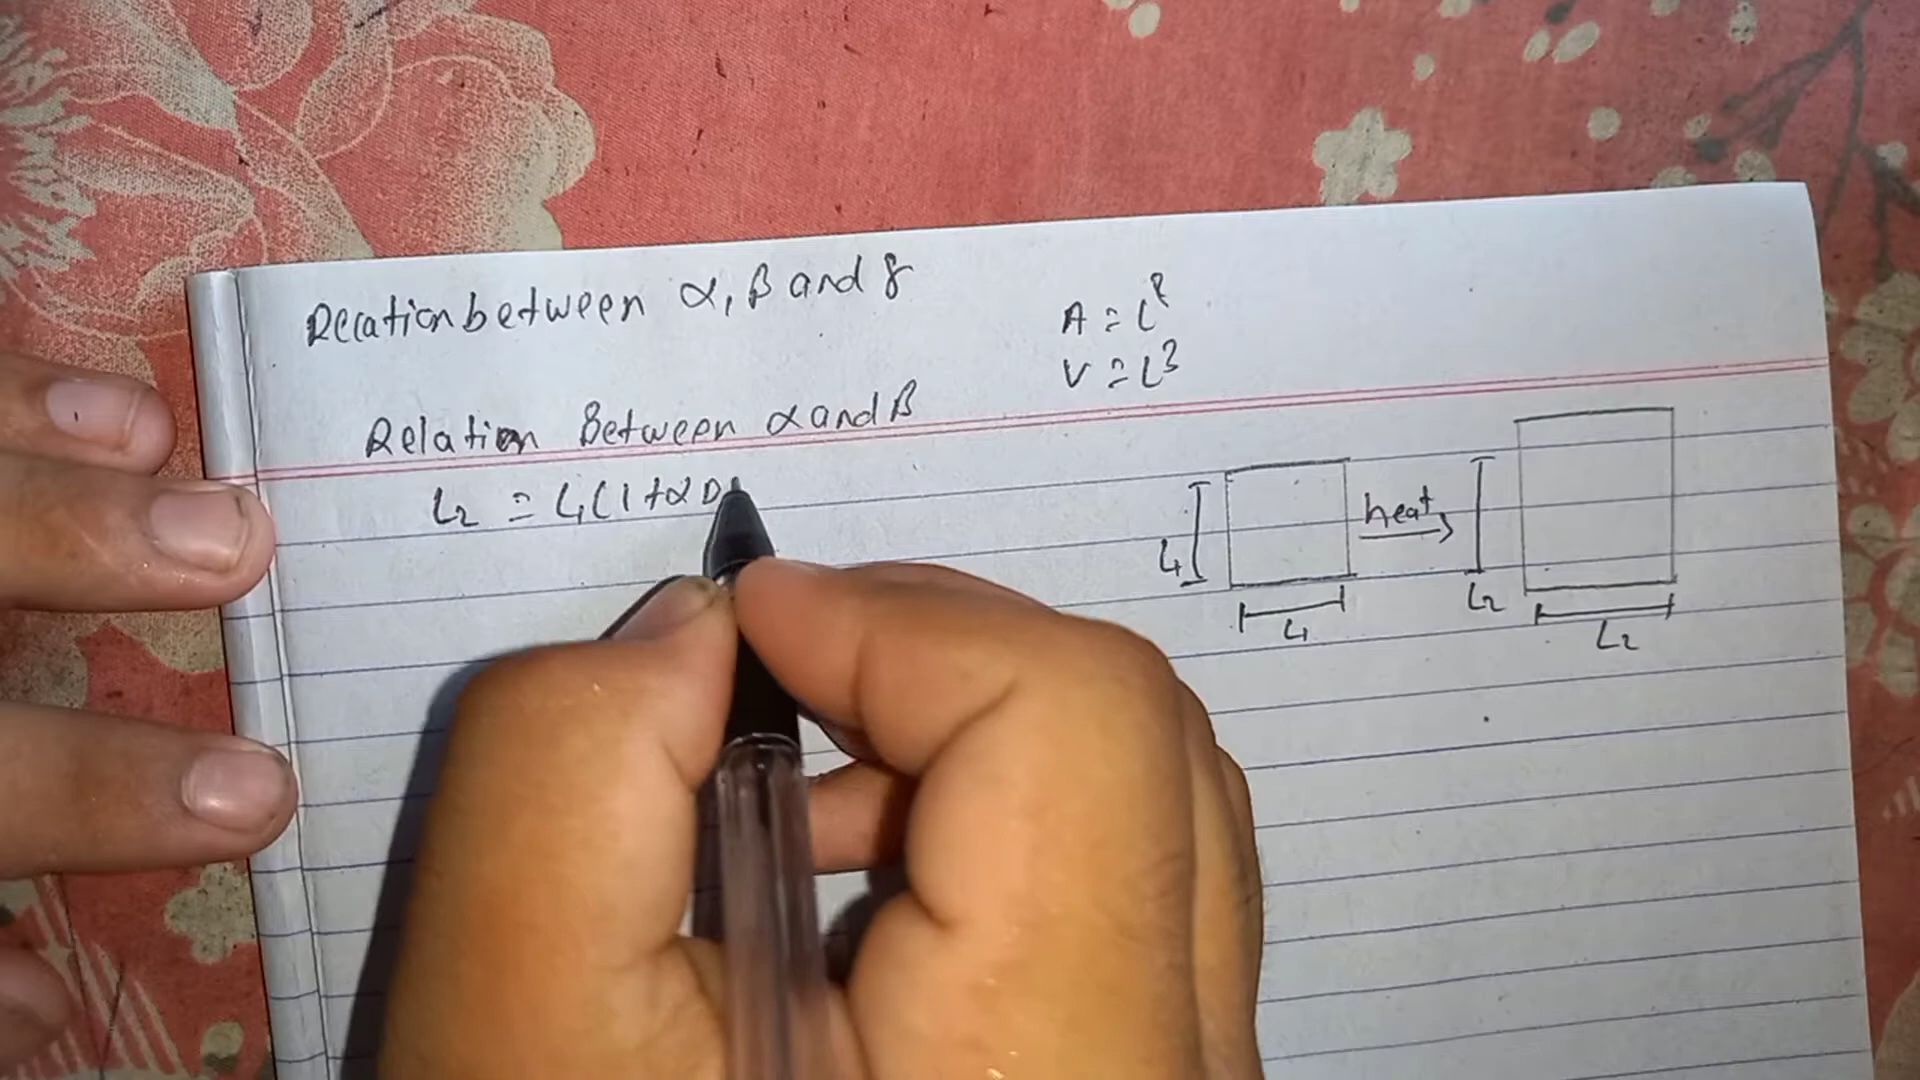 Relation between α, β and γ
A = L²
V = L³
Relation Between α and β
L₂ = L₁(1+αΔ
heat
L₁
L₁
L₂
L₂